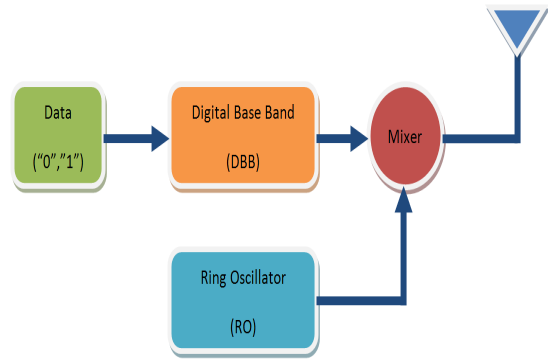 Data
(“0”,”1”)
Digital Base Band
(DBB)
Mixer
Ring Oscillator
(RO)